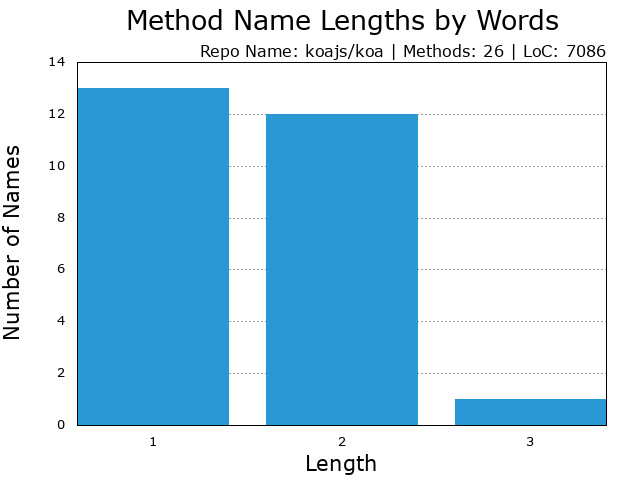 Method Name Lengths by Words
Repo Name: koajs/koa | Methods: 26 | LoC: 7086
Number of Names
14
12
10
8
6
4
2
0
1 2 3
Length